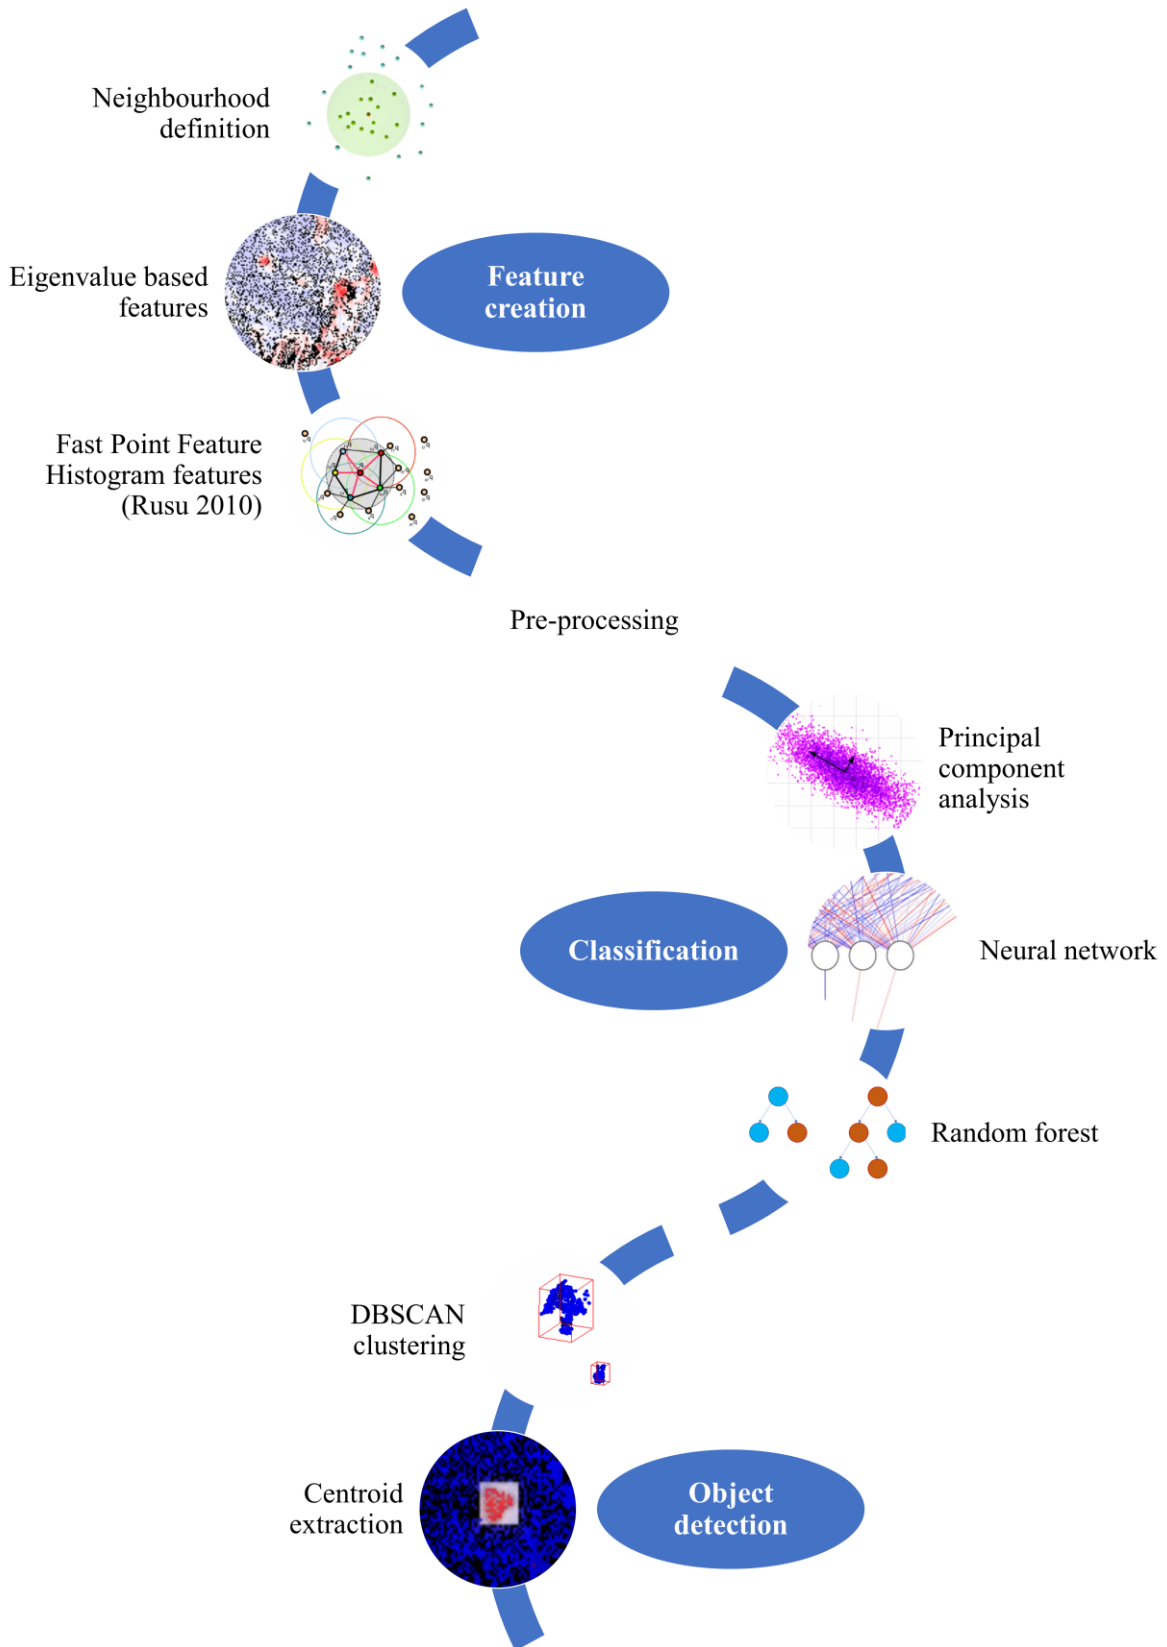 Neighbourhood
definition
Eigenvalue based
features
Feature
creation
Fast Point Feature
Histogram features
(Rusu 2010)
Pre-processing
Principal
component
analysis
Classification
Neural network
Random forest
DBSCAN
clustering
Centroid
extraction
Object
detection